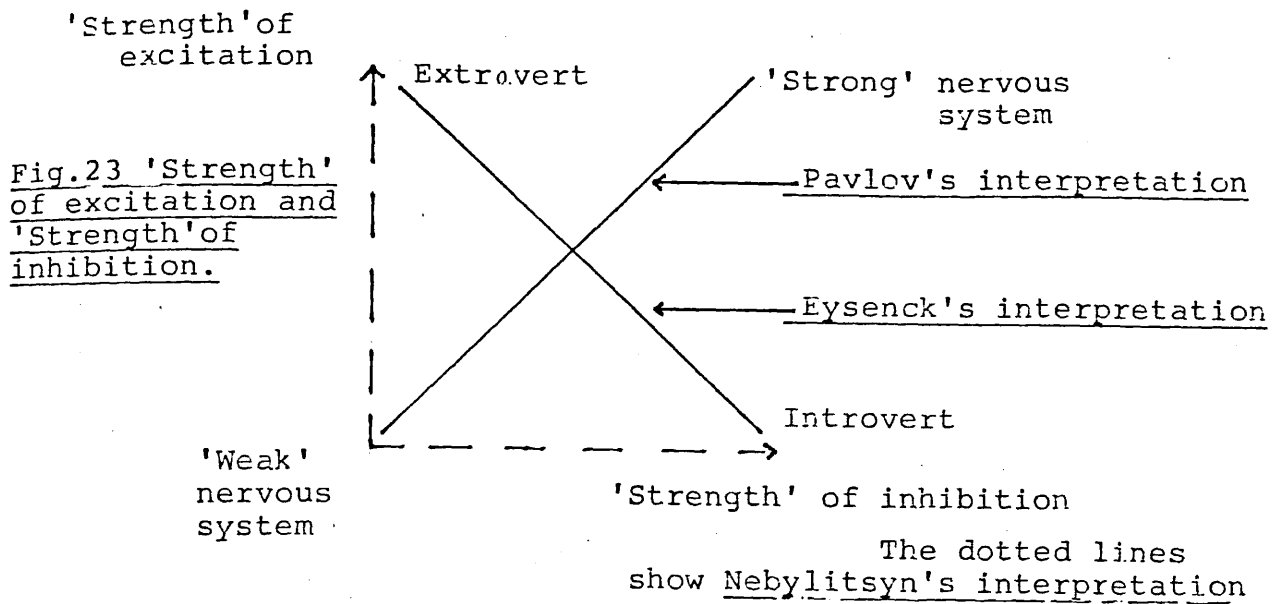 'Strength'of
excitation
Extrovert
'Strong' nervous
system
Fig.23 'Strength'
of excitation and
'Strength'of
inhibition.
Pavlov's interpretation
Eysenck's interpretation
Introvert
'Weak'
nervous
system
'Strength' of inhibition
The dotted lines
show Nebylitsyn's interpretation